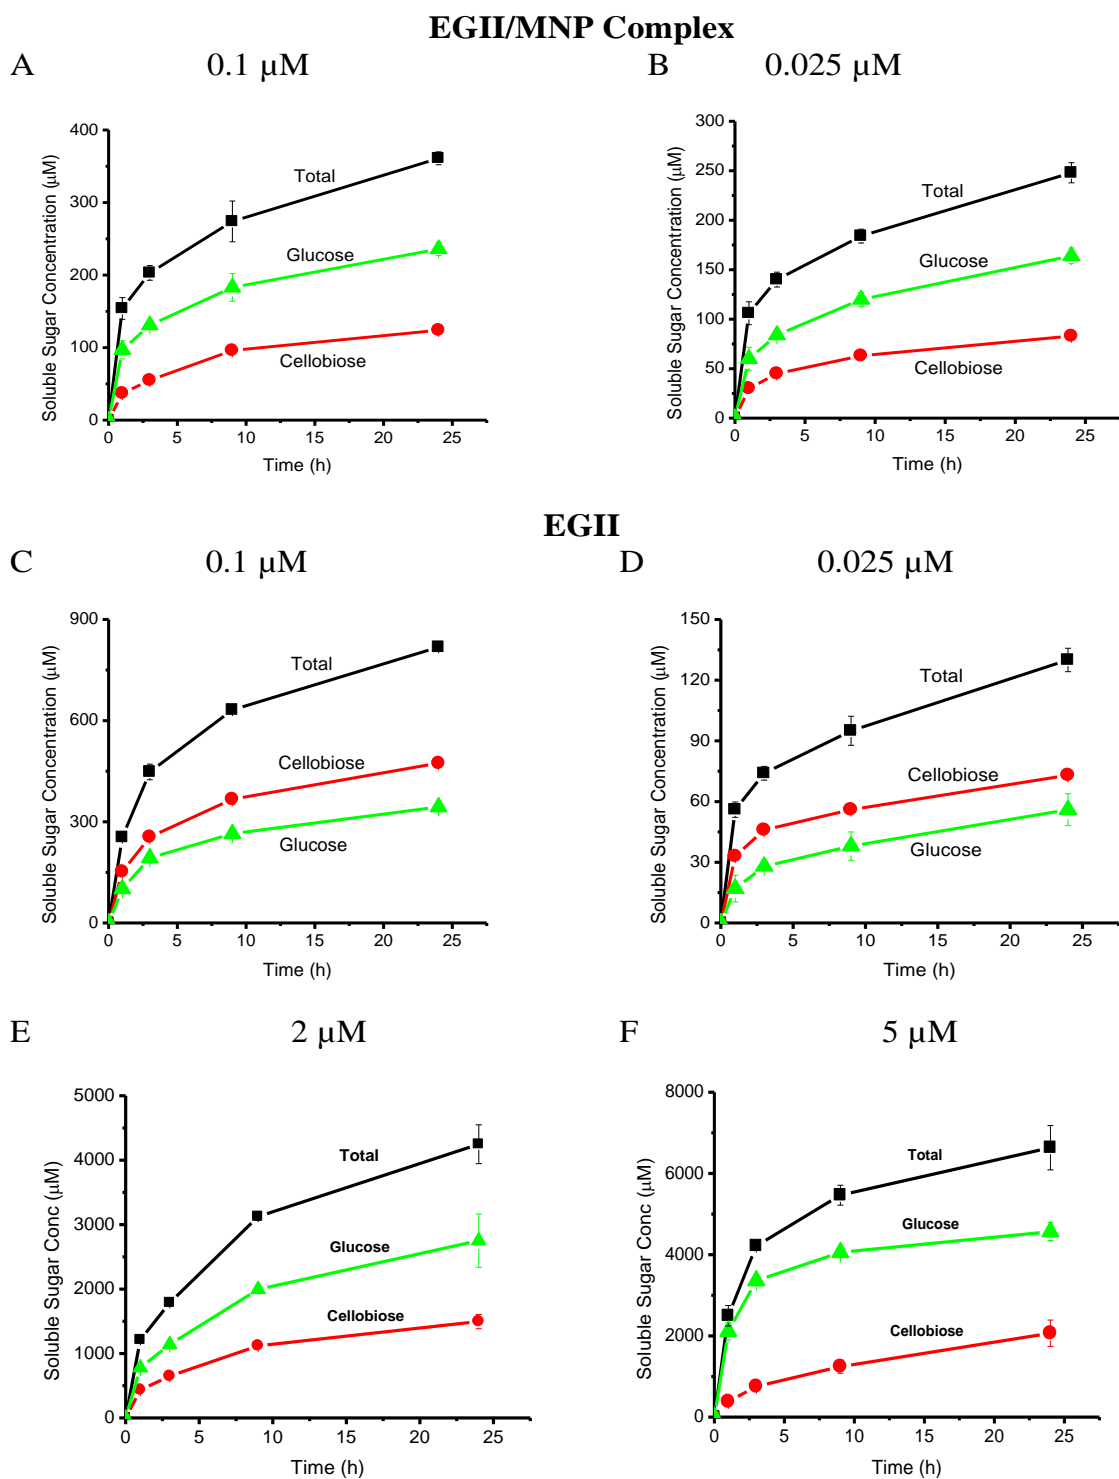 EGII/MNP Complex
A 0.1 µM B 0.025 µM
Soluble Sugar Concentration (µM)
400
300
200
100
0
Total
Glucose
Cellobiose
0 5 10 15 20 25
Time (h)
Soluble Sugar Concentration (µM)
300
250
200
150
100
50
0
Total
Glucose
Cellobiose
0 5 10 15 20 25
Time (h)
EGII
C 0.1 µM D 0.025 µM
Soluble Sugar Concentration (µM)
900
600
300
0
Total
Cellobiose
Glucose
0 5 10 15 20 25
Time (h)
Soluble Sugar Concentration (µM)
150
120
90
60
30
0
Total
Cellobiose
Glucose
0 5 10 15 20 25
Time (h)
E 2 µM F 5 µM
Soluble Sugar Conc (µM)
5000
4000
3000
2000
1000
0
Total
Glucose
Cellobiose
0 5 10 15 20 25
Time (h)
Soluble Sugar Conc (µM)
8000
6000
4000
2000
0
Total
Glucose
Cellobiose
0 5 10 15 20 25
Time (h)